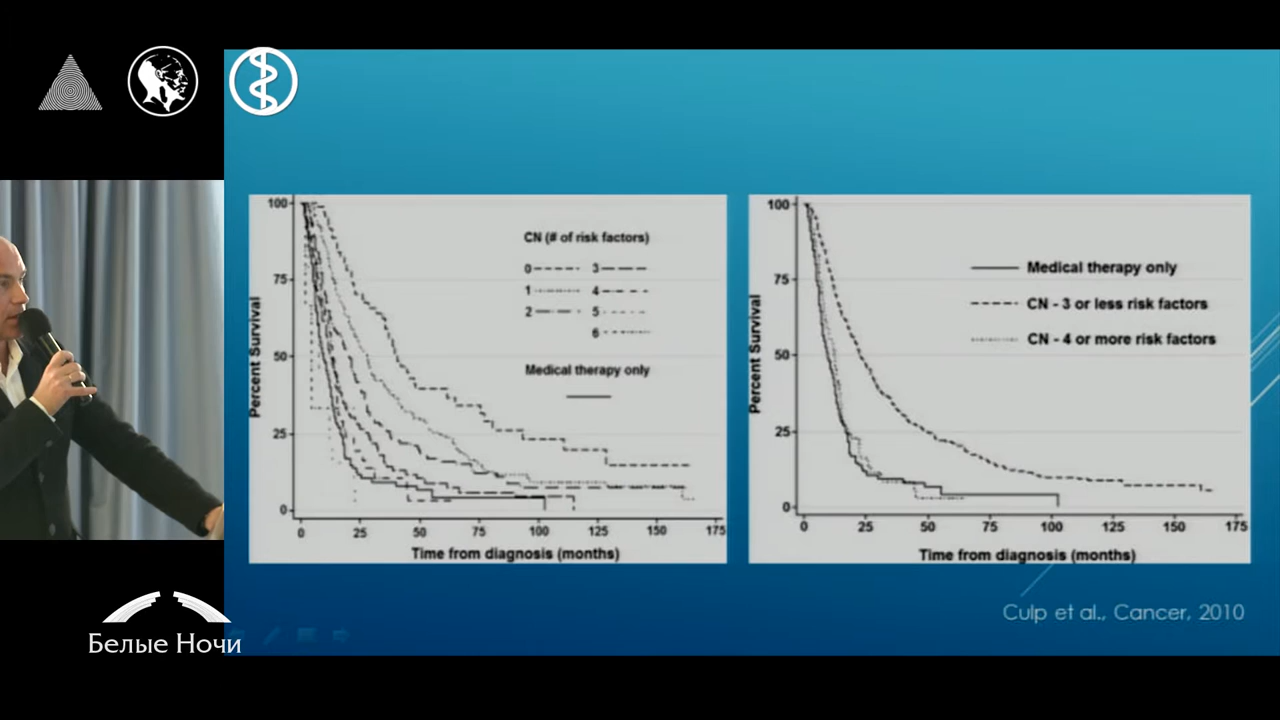 100
75
50
25
0
Percent Survival
CN (# of risk factors)
0 3
1 4
2 5
6
Medical therapy only
0 25 50 75 100 125 150 175
Time from diagnosis (months)
100
75
50
25
0
Percent Survival
Medical therapy only
CN - 3 or less risk factors
CN - 4 or more risk factors
0 25 50 75 100 125 150 175
Time from diagnosis (months)
Culp et al., Cancer, 2010
Белые Ночи